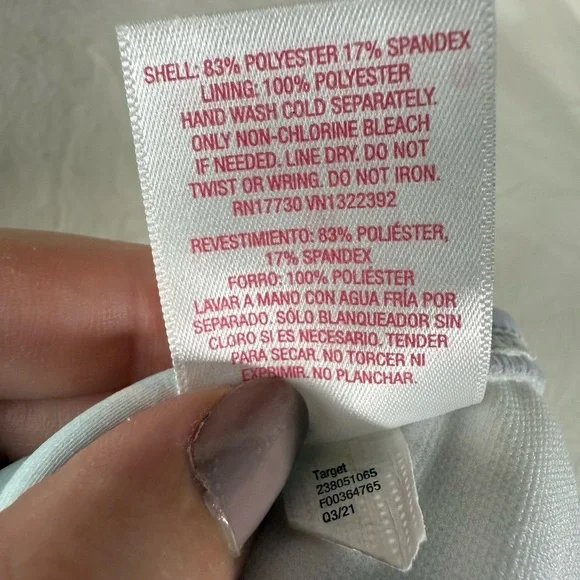 SHELL: 83% POLYESTER 17% SPANDEX
LINING: 100% POLYESTER
HAND WASH COLD SEPARATELY.
ONLY NON-CHLORINE BLEACH
IF NEEDED. LINE DRY. DO NOT
TWIST OR WRING. DO NOT IRON.
RN17730 VN1322392
REVESTIMIENTO: 83% POLIÉSTER,
17% SPANDEX
FORRO: 100% POLIÉSTER
LAVAR A MANO CON AGUA FRÍA POR
SEPARADO. SÓLO BLANQUEADOR SIN
CLORO SI ES NECESARIO. TENDER
PARA SECAR. NO TORCER NI
EXPRIMIR. NO PLANCHAR.
Target
238051065
F00364765
Q3/21